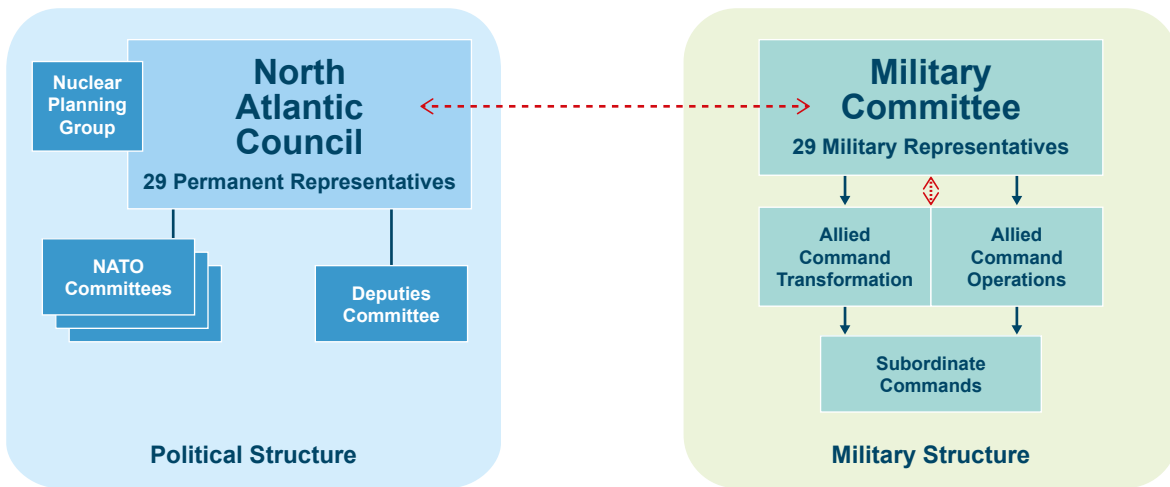 Nuclear
Planning
Group
North
Atlantic
Council
29 Permanent Representatives
NATO
Committees
Deputies
Committee
Political Structure
Military
Committee
29 Military Representatives
Allied
Command
Transformation
Allied
Command
Operations
Subordinate
Commands
Military Structure